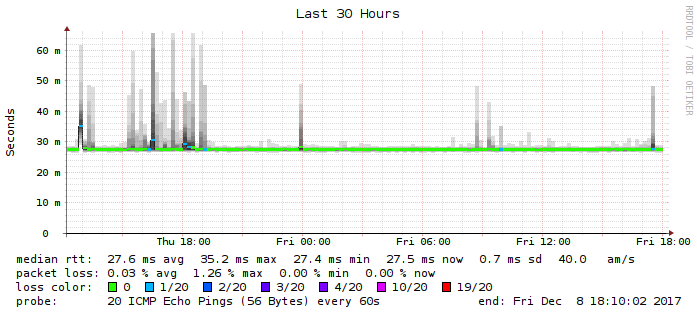 Last 30 Hours
RRDTOOL / TOBI OETIKER
Seconds
60 m
50 m
40 m
30 m
20 m
10 m
0
Thu 18:00 Fri 00:00 Fri 06:00 Fri 12:00 Fri 18:00
median rtt: 27.6 ms avg 35.2 ms max 27.4 ms min 27.5 ms now 0.7 ms sd 40.0 am/s
packet loss: 0.03 % avg 1.26 % max 0.00 % min 0.00 % now
loss color: 0 1/20 2/20 3/20 4/20 10/20 19/20
probe: 20 ICMP Echo Pings (56 Bytes) every 60s end: Fri Dec 8 18:10:02 2017